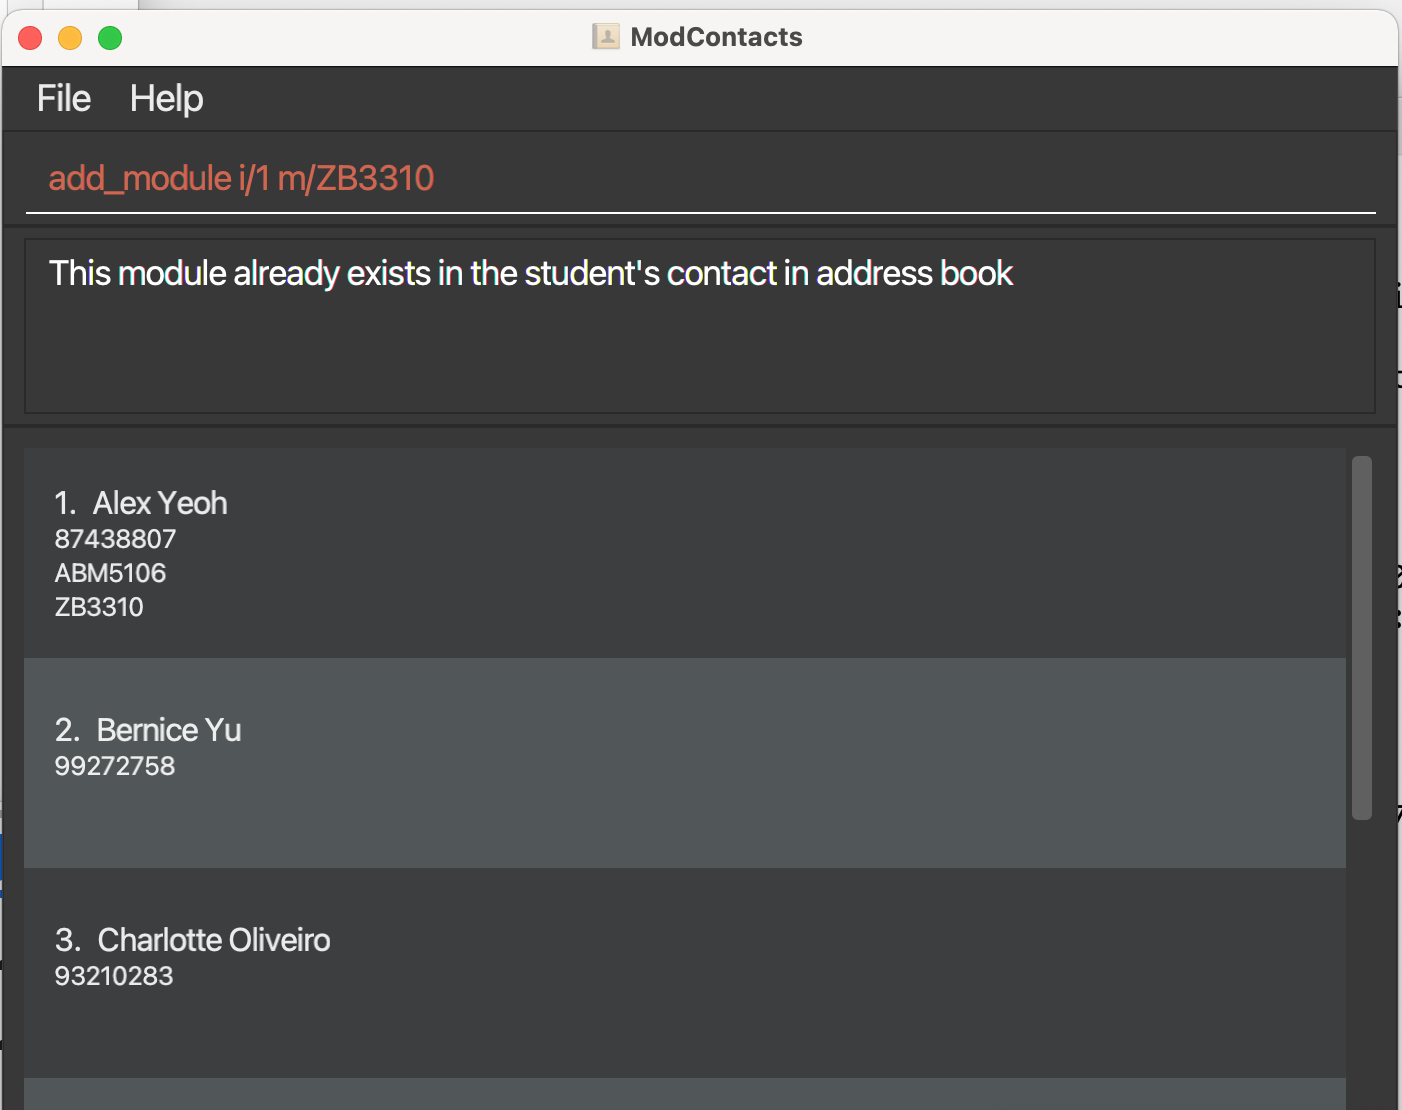 ModContacts
File Help
add_module i/1 m/ZB3310
This module already exists in the student's contact in address book
1. Alex Yeoh
87438807
ABM5106
ZB3310
2. Bernice Yu
99272758
3. Charlotte Oliveiro
93210283